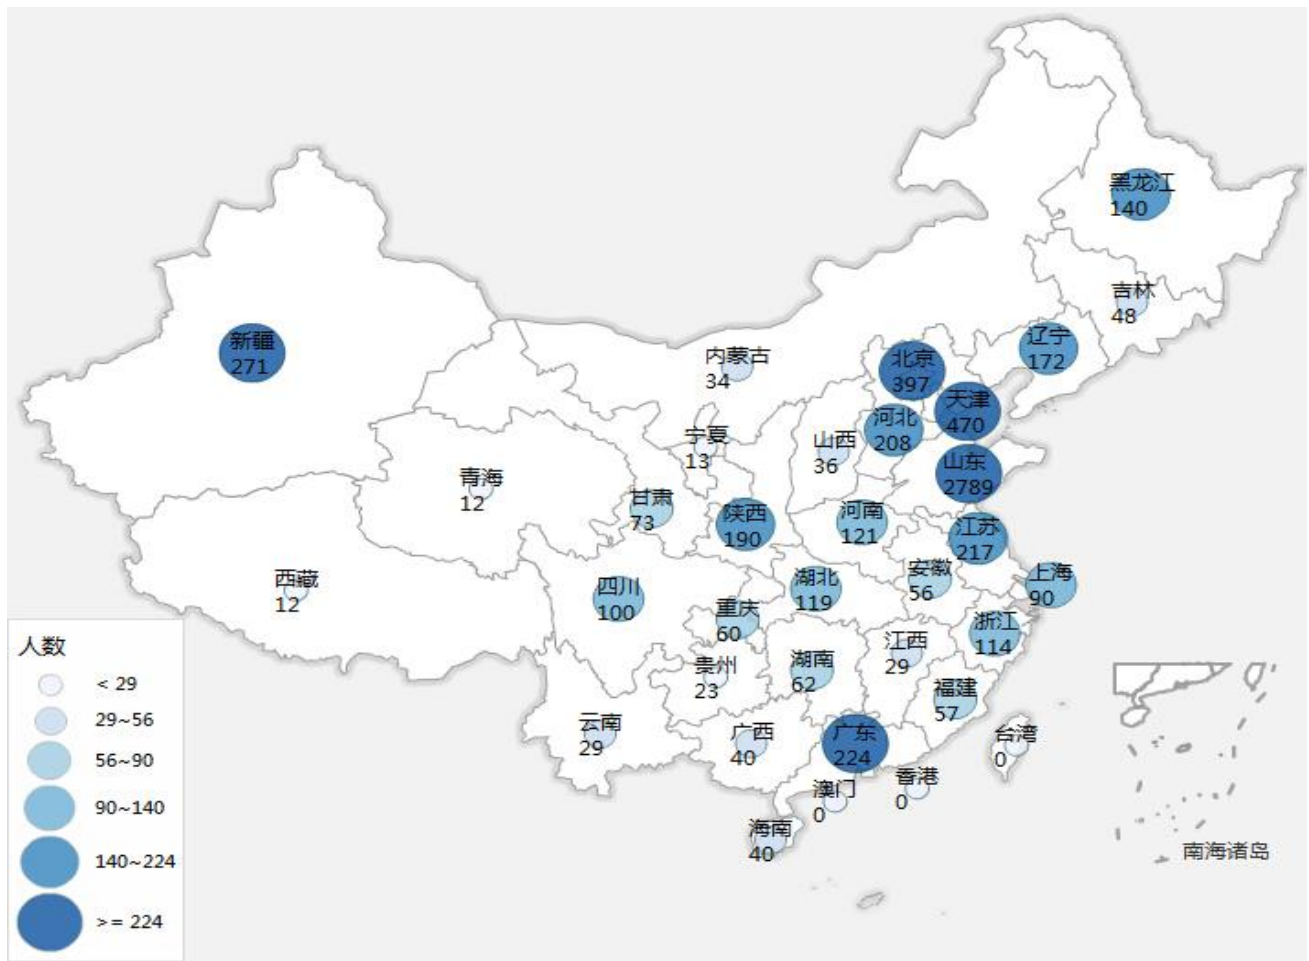 黑龙江
140
吉林
48
新疆
271
辽宁
172
内蒙古
34
北京
397
天津
470
河北
208
宁夏
13
山西
36
山东
2789
青海
12
甘肃
73
陕西
190
河南
121
江苏
217
西藏
12
四川
100
湖北
119
安徽
56
上海
90
重庆
60
浙江
114
江西
29
贵州
23
湖南
62
福建
57
云南
29
广西
40
广东
224
台湾
0
澳门
0
香港
0
海南
40
南海诸岛
人数
< 29
29~56
56~90
90~140
140~224
>= 224